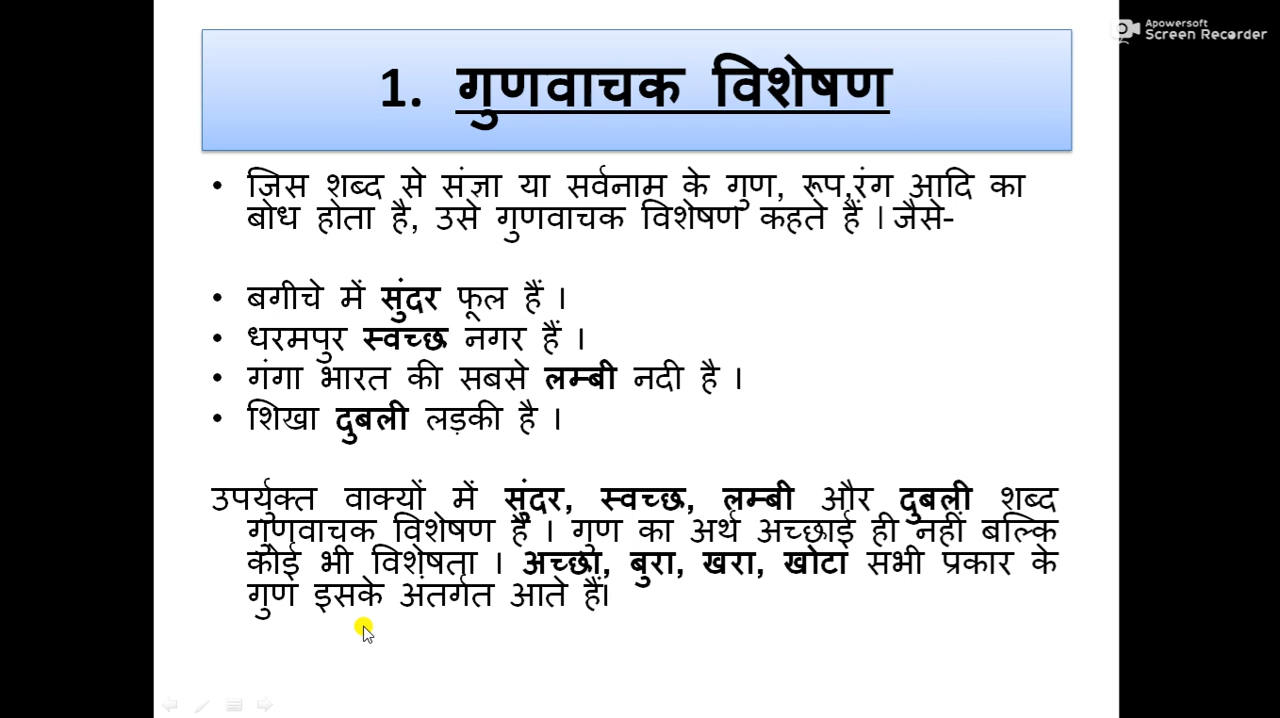 Apowersoft
Screen Recorder
1. गुणवाचक विशेषण
• जिस शब्द से संज्ञा या सर्वनाम के गुण, रूप,रंग आदि का
बोध होता है, उसे गुणवाचक विशेषण कहते हैं । जैसे-
• बगीचे में सुंदर फूल हैं ।
• धरमपुर स्वच्छ नगर हैं ।
• गंगा भारत की सबसे लम्बी नदी है ।
• शिखा दुबली लड़की है ।
उपर्युक्त वाक्यों में सुंदर, स्वच्छ, लम्बी और दुबली शब्द
गुणवाचक विशेषण हैं । गुण का अर्थ अच्छाई ही नहीं बल्कि
कोई भी विशेषता । अच्छा, बुरा, खरा, खोटा सभी प्रकार के
गुण इसके अंतर्गत आते हैं।